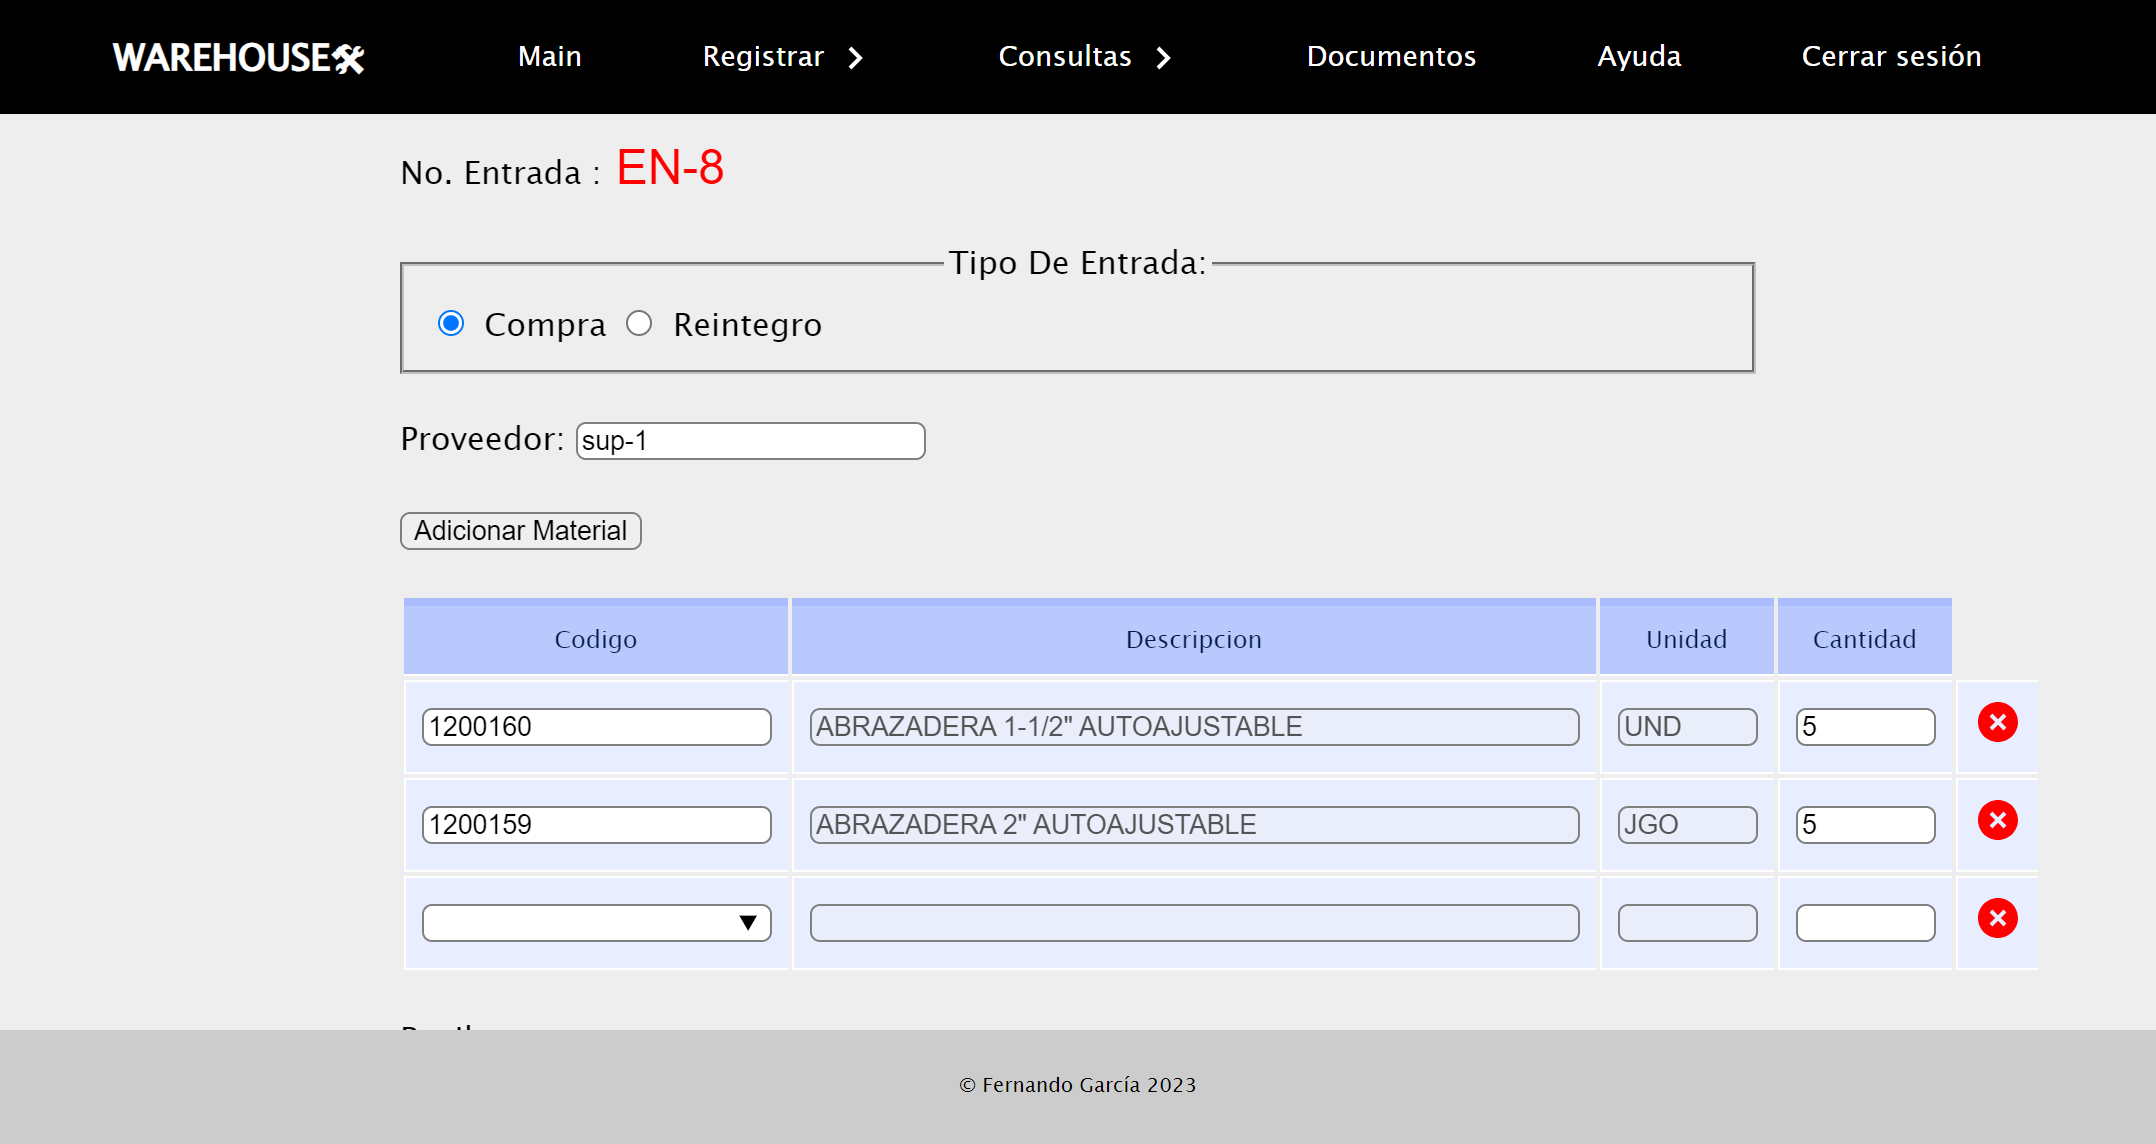 WAREHOUSE Main Registrar Consultas Documentos Ayuda Cerrar sesión
No. Entrada : EN-8
Tipo De Entrada:
Compra Reintegro
Proveedor: sup-1
Adicionar Material
Codigo Descripcion Unidad Cantidad
1200160 ABRAZADERA 1-1/2" AUTOAJUSTABLE UND 5
1200159 ABRAZADERA 2" AUTOAJUSTABLE JGO 5
© Fernando García 2023